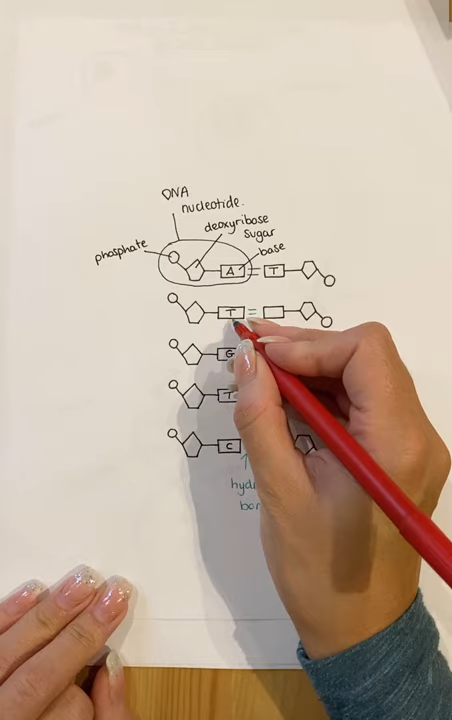 DNA
nucleotide.
deoxyribose
sugar
phosphate
base
A = T
T =
G
T
C